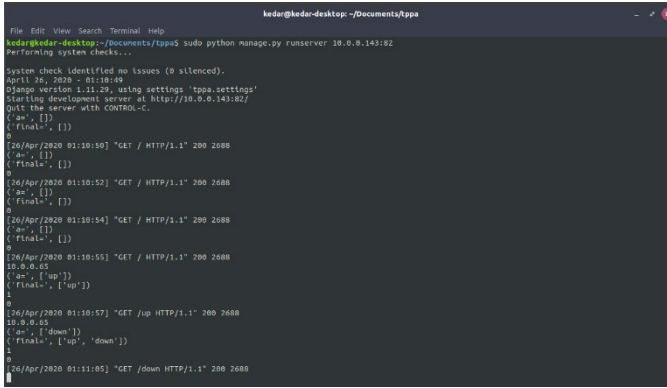 kedar@kedar-desktop: ~/Documents/tppa
File Edit View Search Terminal Help
kedar@kedar-desktop:~/Documents/tppa$ sudo python manage.py runserver 10.0.0.143:82
Performing system checks...
System check identified no issues (0 silenced).
April 26, 2020 - 01:10:49
Django version 1.11.29, using settings 'tppa.settings'
Starting development server at http://10.0.0.143:82/
Quit the server with CONTROL-C.
('a=', [])
('final=', [])
0
[26/Apr/2020 01:10:50] "GET / HTTP/1.1" 200 2688
('a=', [])
('final=', [])
0
[26/Apr/2020 01:10:52] "GET / HTTP/1.1" 200 2688
('a=', [])
('final=', [])
0
[26/Apr/2020 01:10:54] "GET / HTTP/1.1" 200 2688
('a=', [])
('final=', [])
0
[26/Apr/2020 01:10:55] "GET / HTTP/1.1" 200 2688
10.0.0.65
('a=', ['up'])
('final=', ['up'])
1
0
[26/Apr/2020 01:10:57] "GET /up HTTP/1.1" 200 2688
10.0.0.65
('a=', ['down'])
('final=', ['up', 'down'])
1
0
[26/Apr/2020 01:11:05] "GET /down HTTP/1.1" 200 2688